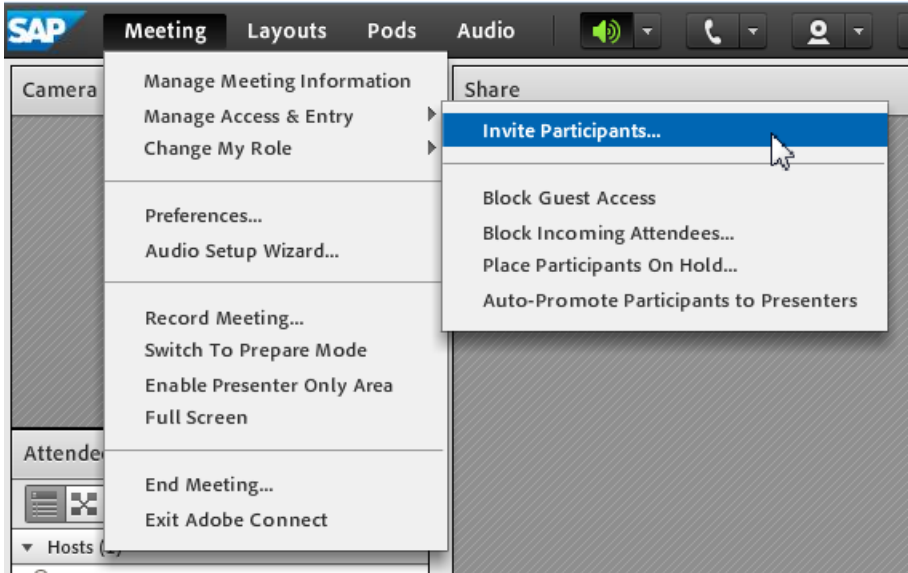 SAP Meeting Layouts Pods Audio
Camera
Share
Manage Meeting Information
Manage Access & Entry
Change My Role
Preferences...
Audio Setup Wizard...
Record Meeting...
Switch To Prepare Mode
Enable Presenter Only Area
Full Screen
End Meeting...
Exit Adobe Connect
Invite Participants...
Block Guest Access
Block Incoming Attendees...
Place Participants On Hold...
Auto-Promote Participants to Presenters
Attende
Hosts